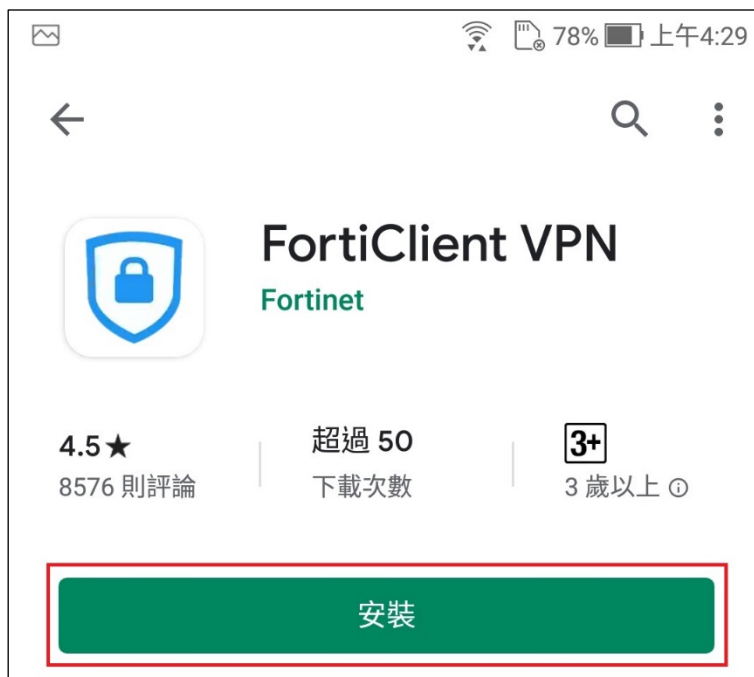 78% 上午4:29
FortiClient VPN
Fortinet
4.5★ 超過 50 3+
8576 則評論 下載次數 3 歲以上
安裝